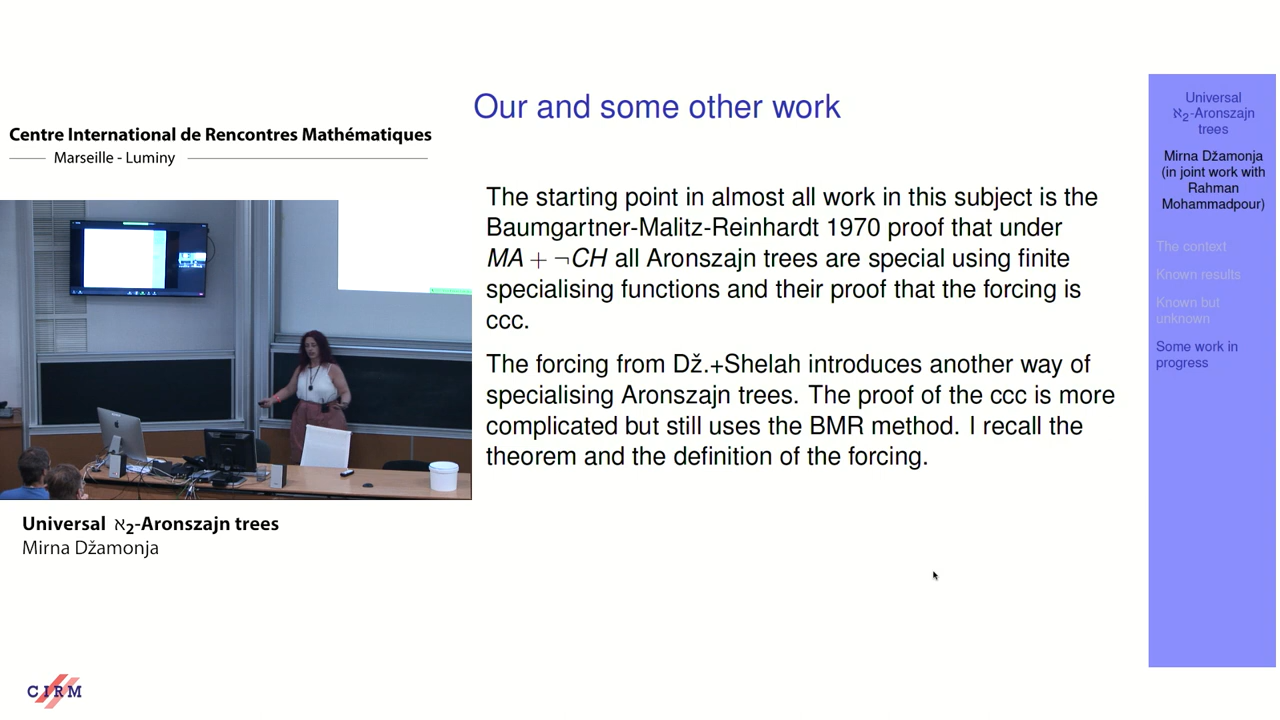 Our and some other work
Centre International de Rencontres Mathématiques
Marseille - Luminy
The starting point in almost all work in this subject is the
Baumgartner-Malitz-Reinhardt 1970 proof that under
MA + ¬CH all Aronszajn trees are special using finite
specialising functions and their proof that the forcing is
ccc.
The forcing from Dž.+Shelah introduces another way of
specialising Aronszajn trees. The proof of the ccc is more
complicated but still uses the BMR method. I recall the
theorem and the definition of the forcing.
Universal
ℵ₂-Aronszajn
trees
Mirna Džamonja
(in joint work with
Rahman
Mohammadpour)
The context
Known results
Known but
unknown
Some work in
progress
Universal ℵ₂-Aronszajn trees
Mirna Džamonja
CIRM